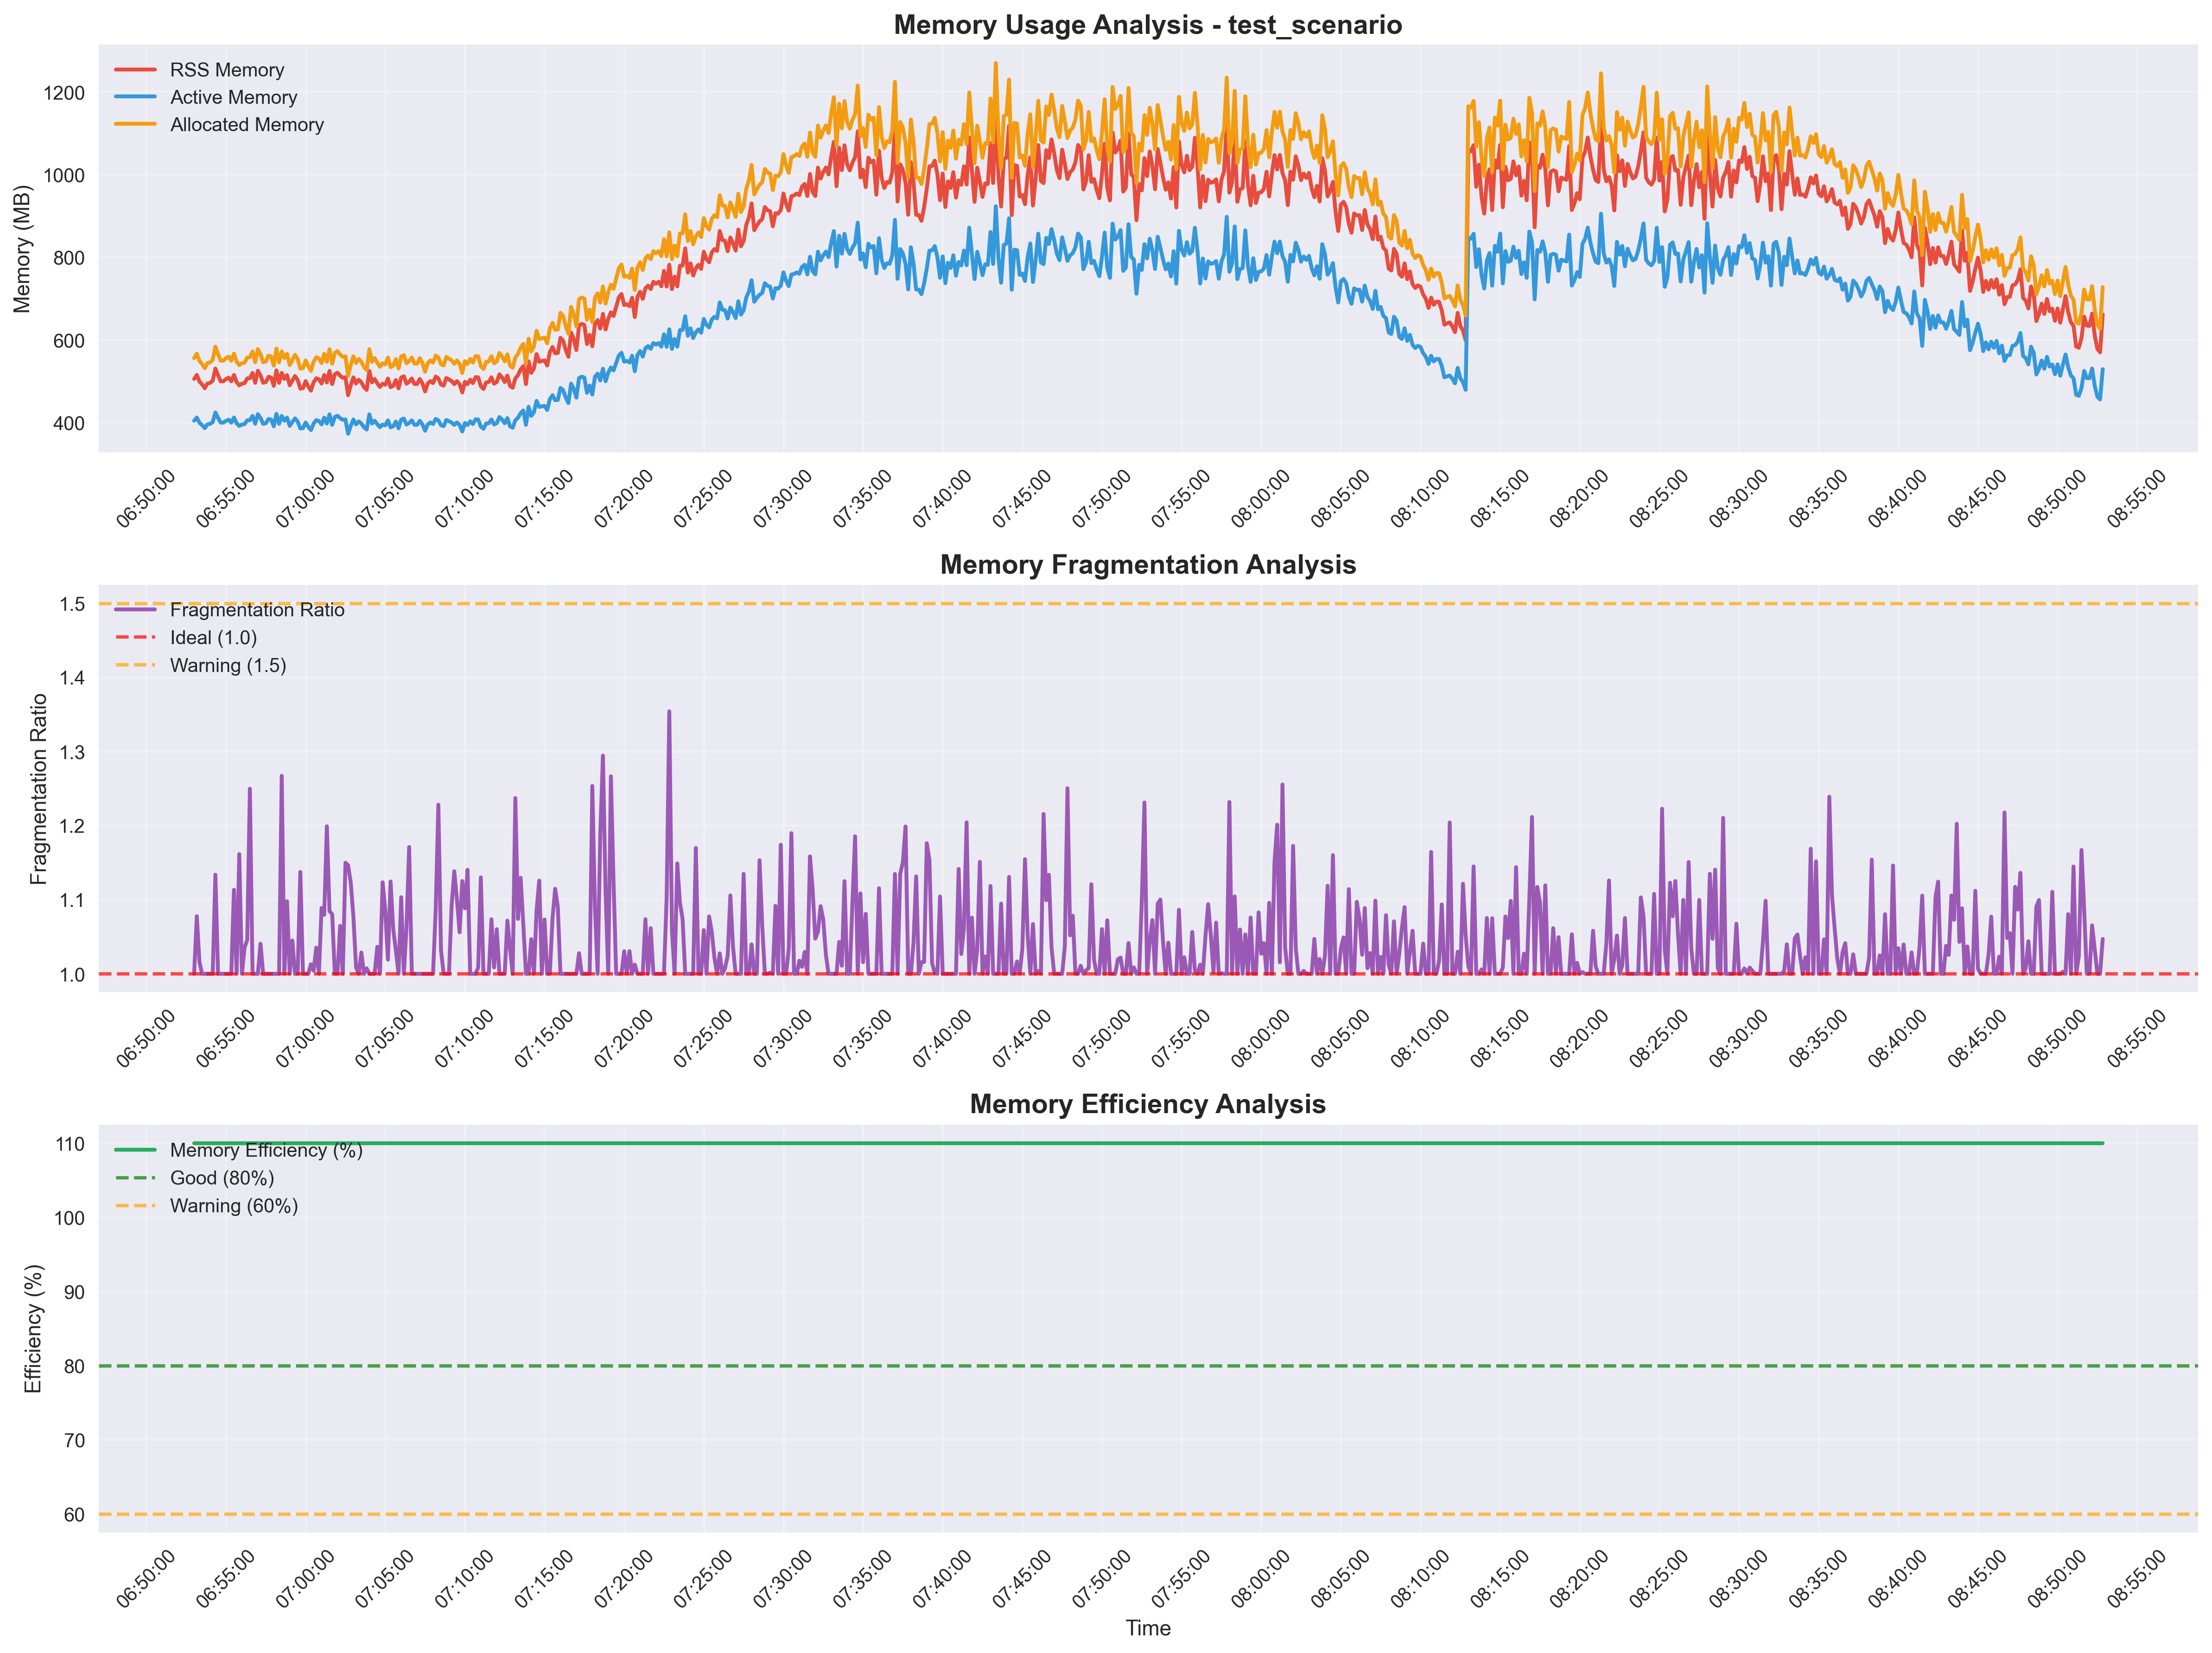 Memory Usage Analysis - test_scenario
RSS Memory
Active Memory
Allocated Memory
Memory (MB)
1200
1000
800
600
400
06:50:00 06:55:00 07:00:00 07:05:00 07:10:00 07:15:00 07:20:00 07:25:00 07:30:00 07:35:00 07:40:00 07:45:00 07:50:00 07:55:00 08:00:00 08:05:00 08:10:00 08:15:00 08:20:00 08:25:00 08:30:00 08:35:00 08:40:00 08:45:00 08:50:00 08:55:00
Memory Fragmentation Analysis
Fragmentation Ratio
Ideal (1.0)
Warning (1.5)
Fragmentation Ratio
1.5
1.4
1.3
1.2
1.1
1.0
06:50:00 06:55:00 07:00:00 07:05:00 07:10:00 07:15:00 07:20:00 07:25:00 07:30:00 07:35:00 07:40:00 07:45:00 07:50:00 07:55:00 08:00:00 08:05:00 08:10:00 08:15:00 08:20:00 08:25:00 08:30:00 08:35:00 08:40:00 08:45:00 08:50:00 08:55:00
Memory Efficiency Analysis
Memory Efficiency (%)
Good (80%)
Warning (60%)
Efficiency (%)
110
100
90
80
70
60
06:50:00 06:55:00 07:00:00 07:05:00 07:10:00 07:15:00 07:20:00 07:25:00 07:30:00 07:35:00 07:40:00 07:45:00 07:50:00 07:55:00 08:00:00 08:05:00 08:10:00 08:15:00 08:20:00 08:25:00 08:30:00 08:35:00 08:40:00 08:45:00 08:50:00 08:55:00
Time